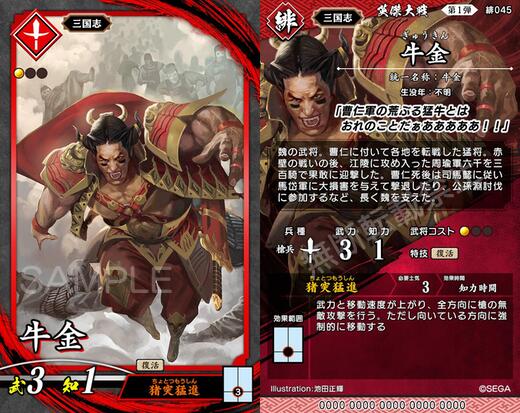 三国志
SAMPLE
牛金
復活
武3 知1
ちょとつもうしん
猪突猛進
3
緋
三国志
英傑大戦
第1弾
緋045
ぎゅうきん
牛金
統一名称:牛金
生没年:不明
「曹仁軍の荒ぶる猛牛とは
おれのことだぁあああああ!!」
魏の武将。曹仁に付いて各地を転戦した猛将。赤
壁の戦いの後、江陵に攻め入った周瑜軍六千を三
百騎で果敢に迎撃した。曹仁死後は司馬懿に従い
馬岱軍に大損害を与えて撃退したり、公孫淵討伐
に参加するなど、長く魏を支えた。
兵種 武力 知力 武将コスト
槍兵 3 1 特技 復活
ちょとつもうしん 必要士気 効果時間
猪突猛進 3 知力時間
効果範囲
武力と移動速度が上がり、全方向に槍の無
敵攻撃を行う。ただし向いている方向に強
制的に移動する
Illustration:池田正輝 ©SEGA
0000-0000-0000-0000-0000